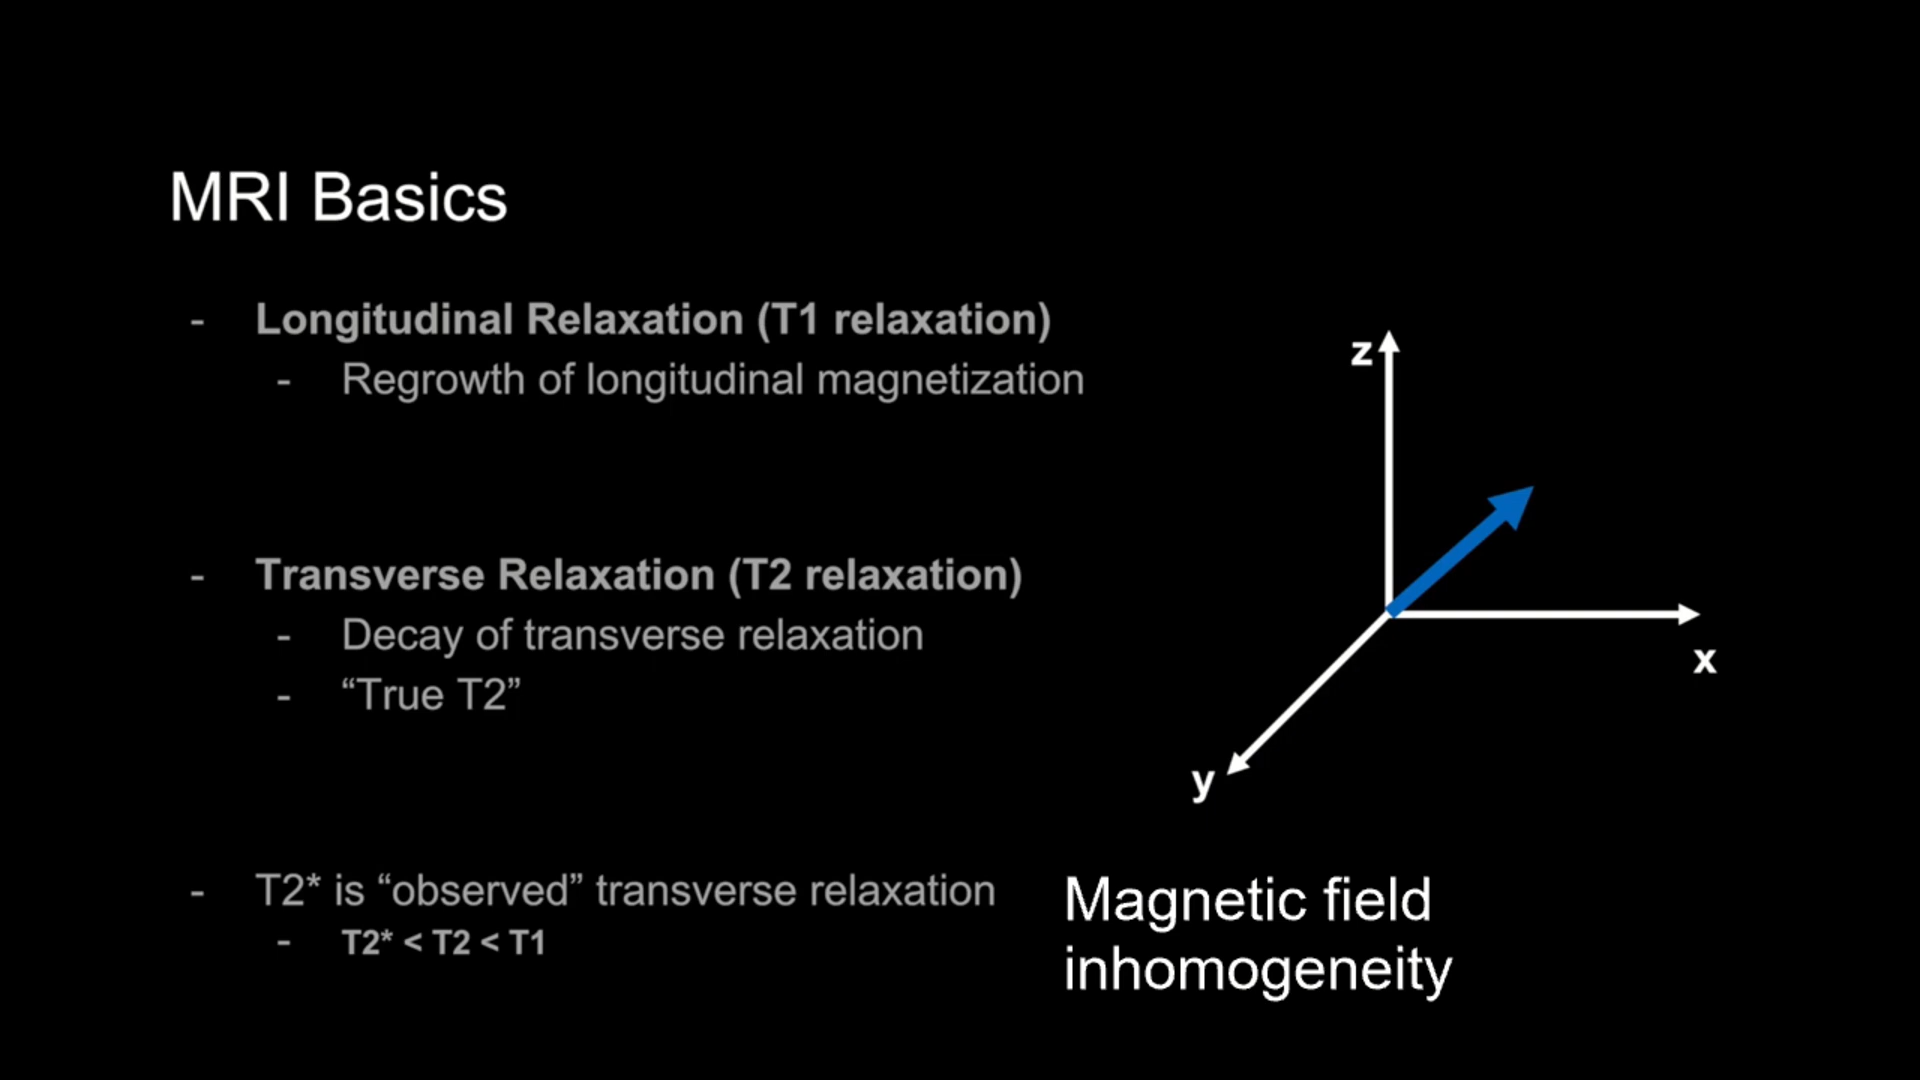 MRI Basics
- Longitudinal Relaxation (T1 relaxation)
- Regrowth of longitudinal magnetization
- Transverse Relaxation (T2 relaxation)
- Decay of transverse relaxation
- “True T2”
- T2* is “observed” transverse relaxation
- T2* < T2 < T1
z
x
y
Magnetic field
inhomogeneity